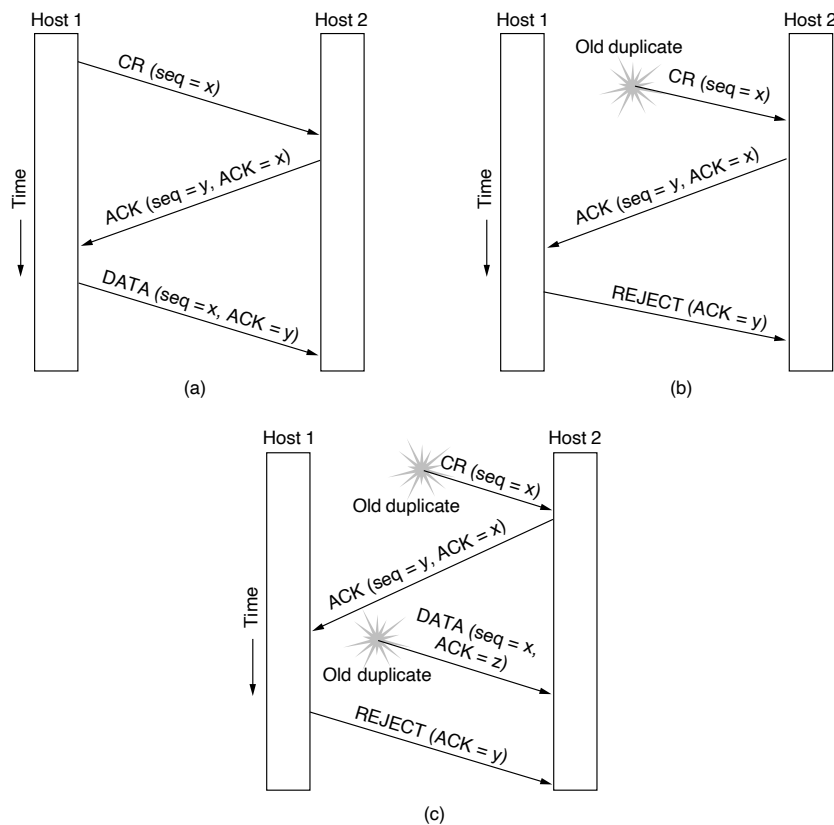 Host 1
Host 2
CR (seq = x)
ACK (seq = y, ACK = x)
DATA (seq = x, ACK = y)
Time
(a)
Host 1
Host 2
Old duplicate
CR (seq = x)
ACK (seq = y, ACK = x)
REJECT (ACK = y)
Time
(b)
Host 1
Host 2
CR (seq = x)
Old duplicate
ACK (seq = y, ACK = x)
DATA (seq = x,
ACK = z)
Old duplicate
REJECT (ACK = y)
Time
(c)